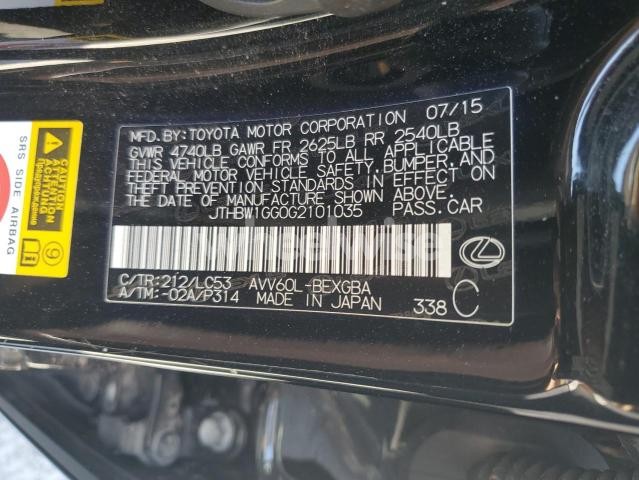 MFD.BY:TOYOTA MOTOR CORPORATION 07/15
GVWR 4740LB GAWR FR 2625LB RR 2540LB
THIS VEHICLE CONFORMS TO ALL APPLICABLE
FEDERAL MOTOR VEHICLE SAFETY,BUMPER,AND
THEFT PREVENTION STANDARDS IN EFFECT ON
THE DATE OF MANUFACTURE SHOWN ABOVE.
JTHBW1GG0G2101035 PASS.CAR
C/TR:212/LC53 AVV60L-BEXGBA
A/TM:-02A/P314 MADE IN JAPAN 338 C
SRS SIDE AIRBAG
ACHTUNG
9